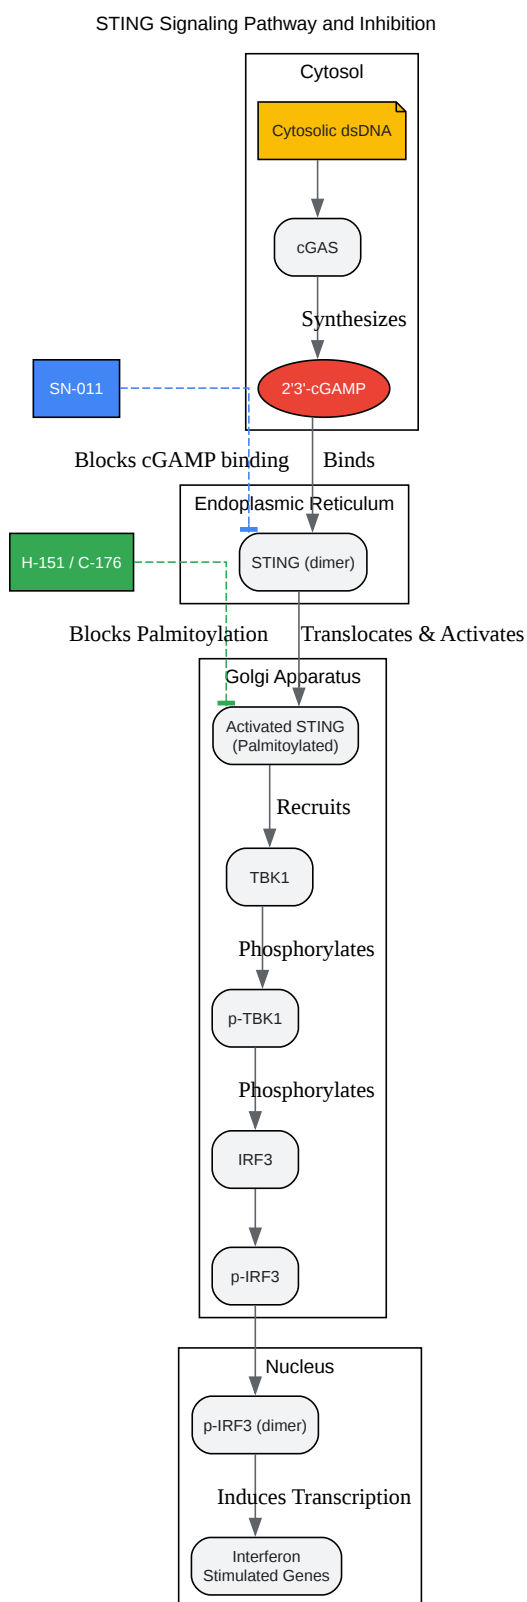 STING Signaling Pathway and Inhibition
Cytosol
Cytosolic dsDNA
cGAS
Synthesizes
SN-011
2'3'-cGAMP
Blocks cGAMP binding
Binds
Endoplasmic Reticulum
H-151 / C-176
STING (dimer)
Blocks Palmitoylation
Translocates & Activates
Golgi Apparatus
Activated STING
(Palmitoylated)
Recruits
TBK1
Phosphorylates
p-TBK1
Phosphorylates
IRF3
p-IRF3
Nucleus
p-IRF3 (dimer)
Induces Transcription
Interferon
Stimulated Genes